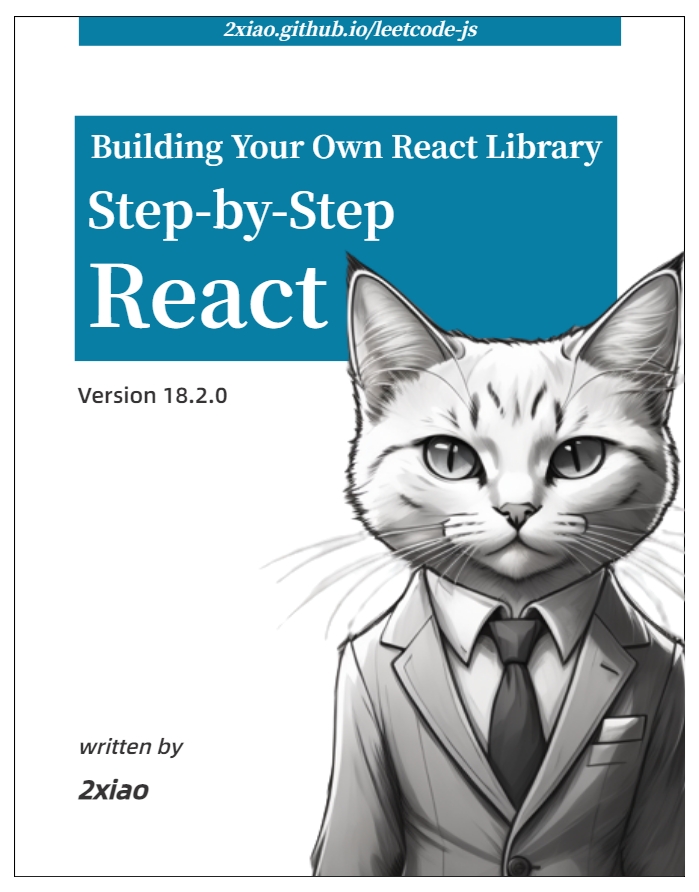 2xiao.github.io/leetcode-js
Building Your Own React Library
Step-by-Step
React
Version 18.2.0
written by
2xiao